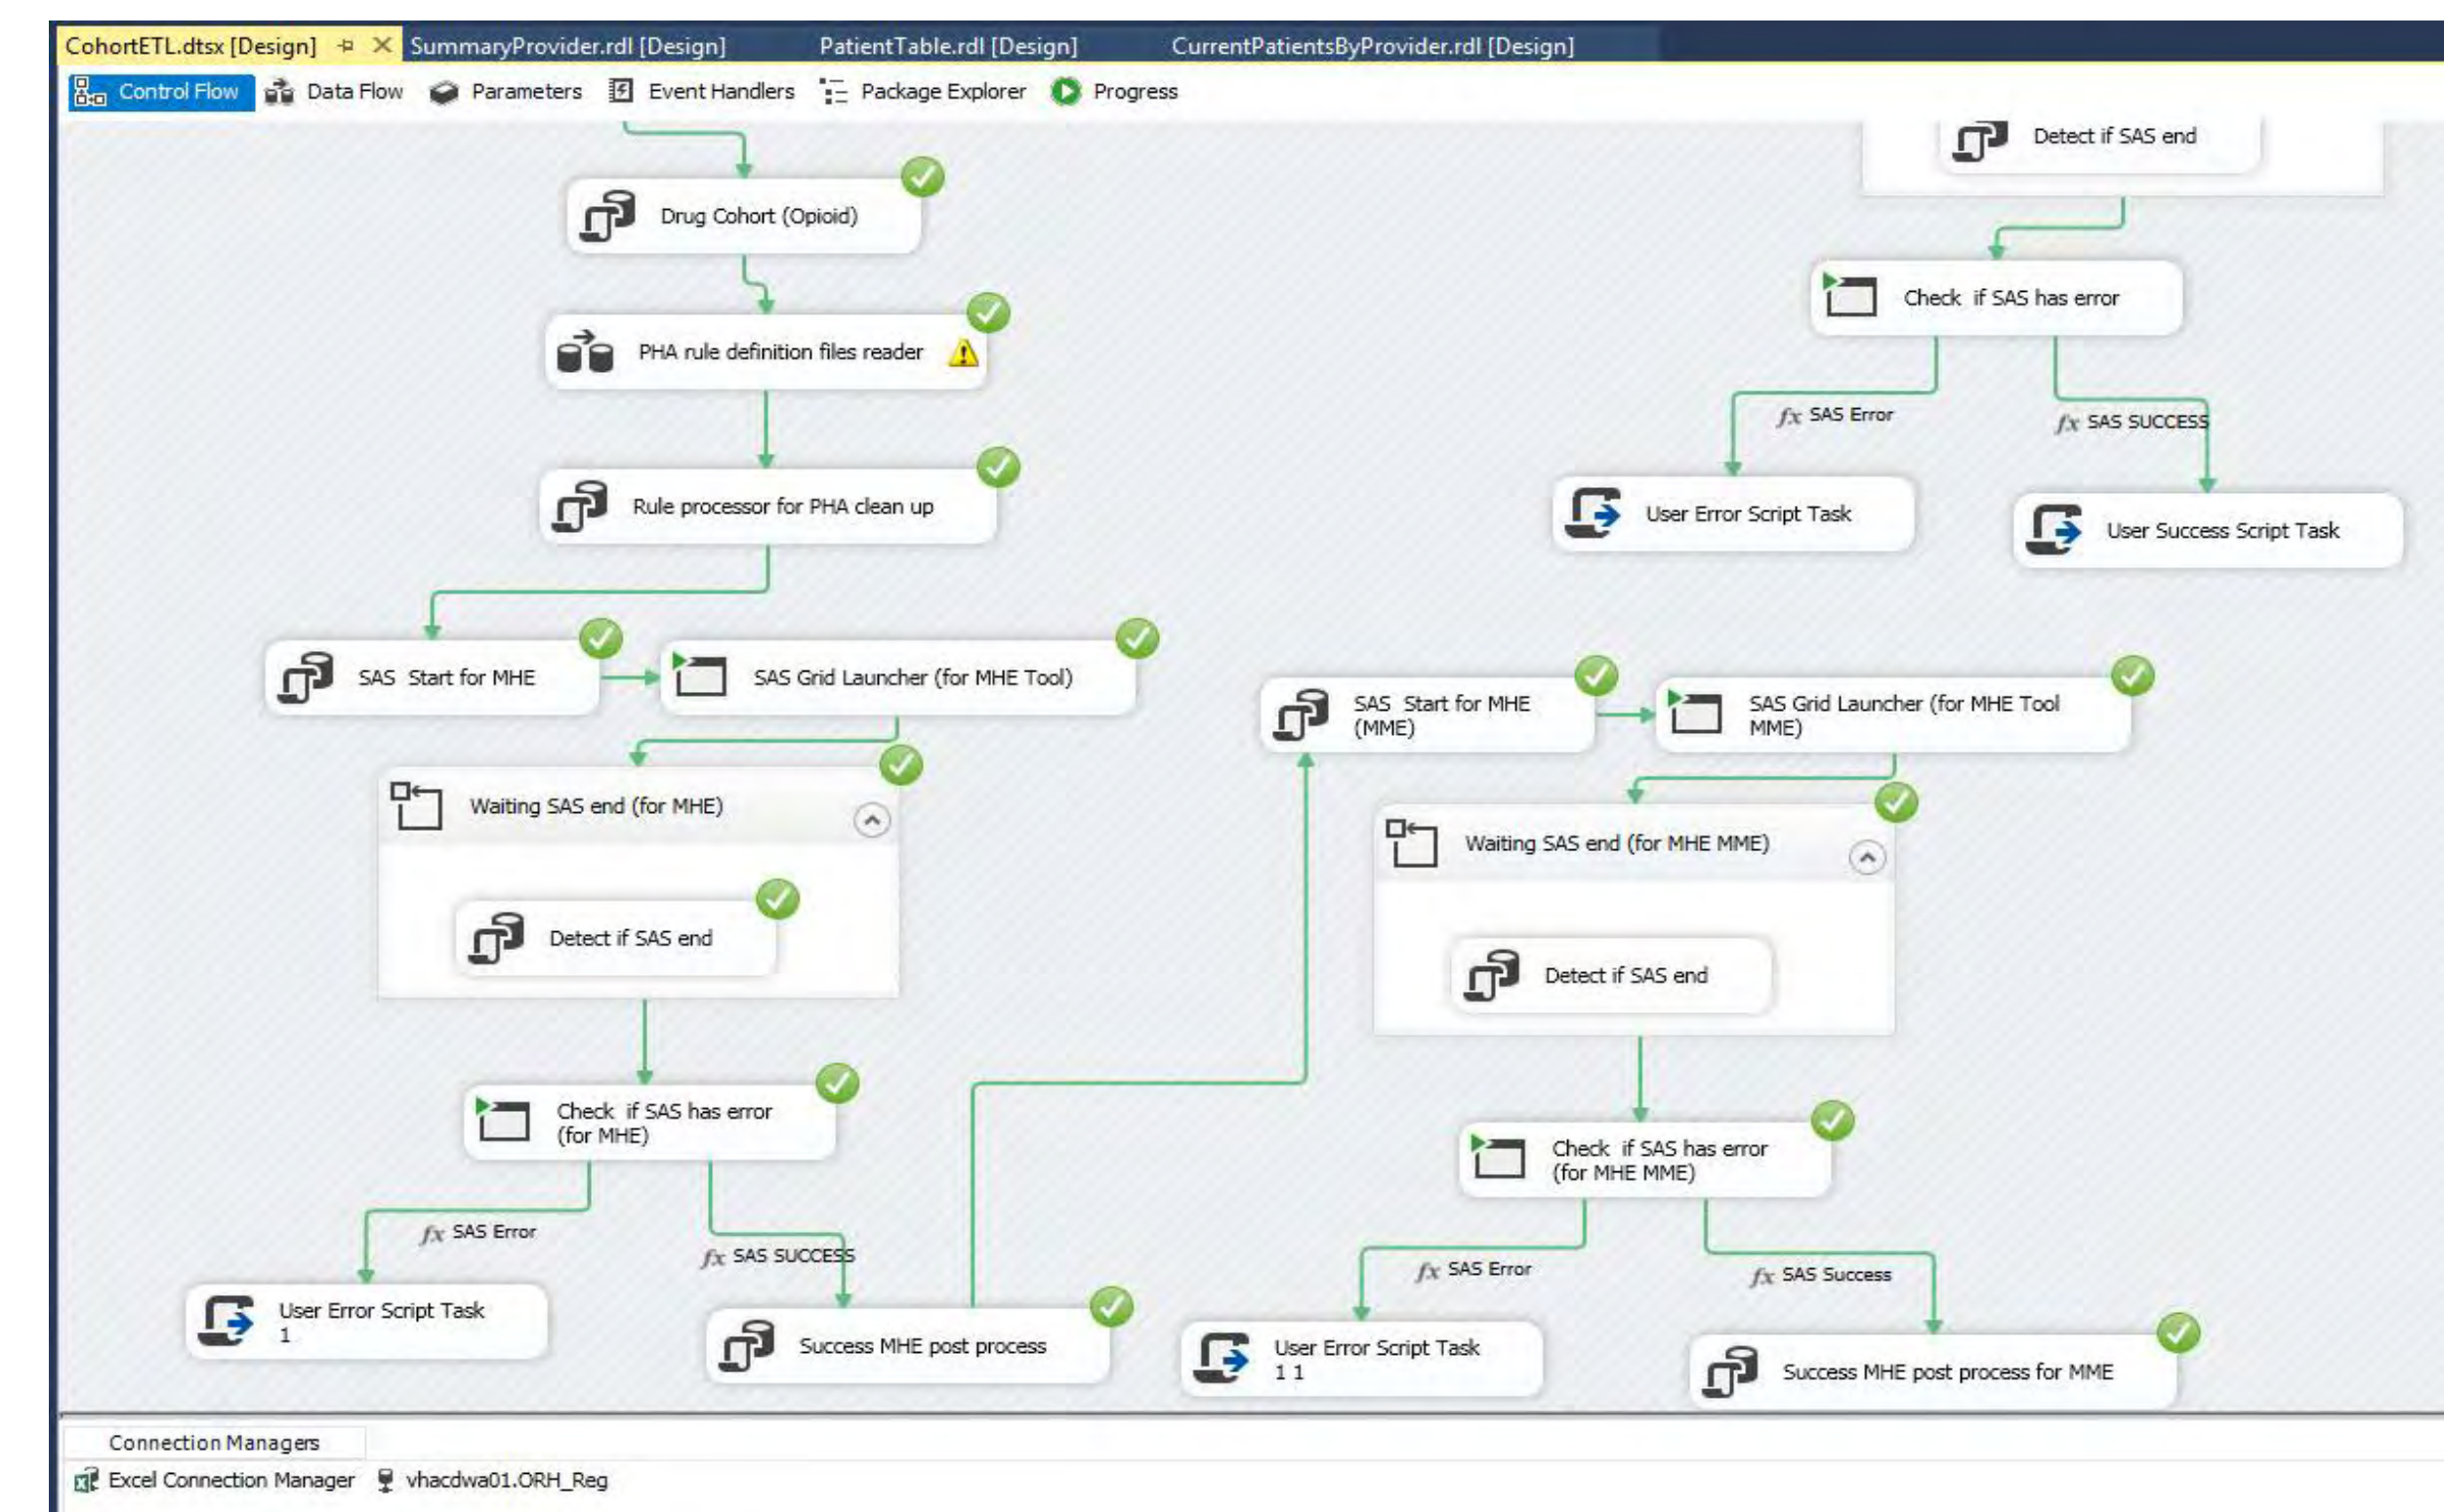 CohortETL.dtsx [Design]
SummaryProvider.rdl [Design]
PatientTable.rdl [Design]
CurrentPatientsByProvider.rdl [Design]
Control Flow
Data Flow
Parameters
Event Handlers
Package Explorer
Progress
Drug Cohort (Opioid)
PHA rule definition files reader
Rule processor for PHA clean up
SAS Start for MHE
SAS Grid Launcher (for MHE Tool)
Waiting SAS end (for MHE)
Detect if SAS end
Check if SAS has error
(for MHE)
fx SAS Error
fx SAS SUCCESS
User Error Script Task
1
Success MHE post process
Detect if SAS end
Check if SAS has error
fx SAS Error
fx SAS SUCCESS
User Error Script Task
User Success Script Task
SAS Start for MHE
(MME)
SAS Grid Launcher (for MHE Tool
MME)
Waiting SAS end (for MHE MME)
Detect if SAS end
Check if SAS has error
(for MHE MME)
fx SAS Error
fx SAS Success
User Error Script Task
1 1
Success MHE post process for MME
Connection Managers
Excel Connection Manager
vhacdwa01.ORH_Reg